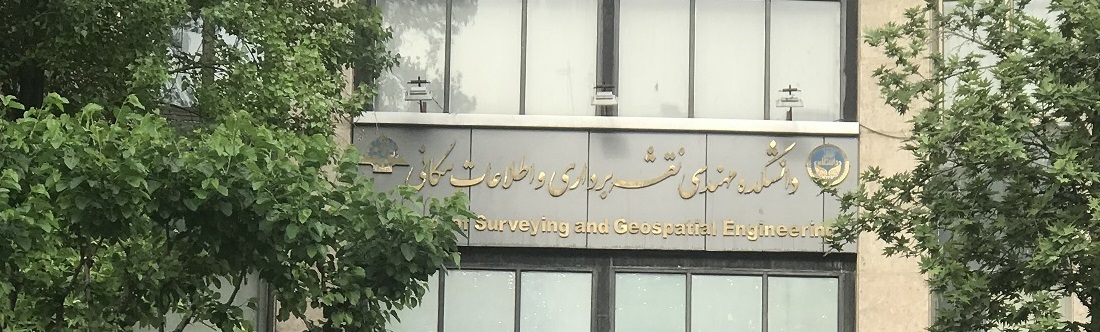 دانشکده مهندسی نقشه برداری و اطلاعات مکانی
Surveying and Geospatial Engineering